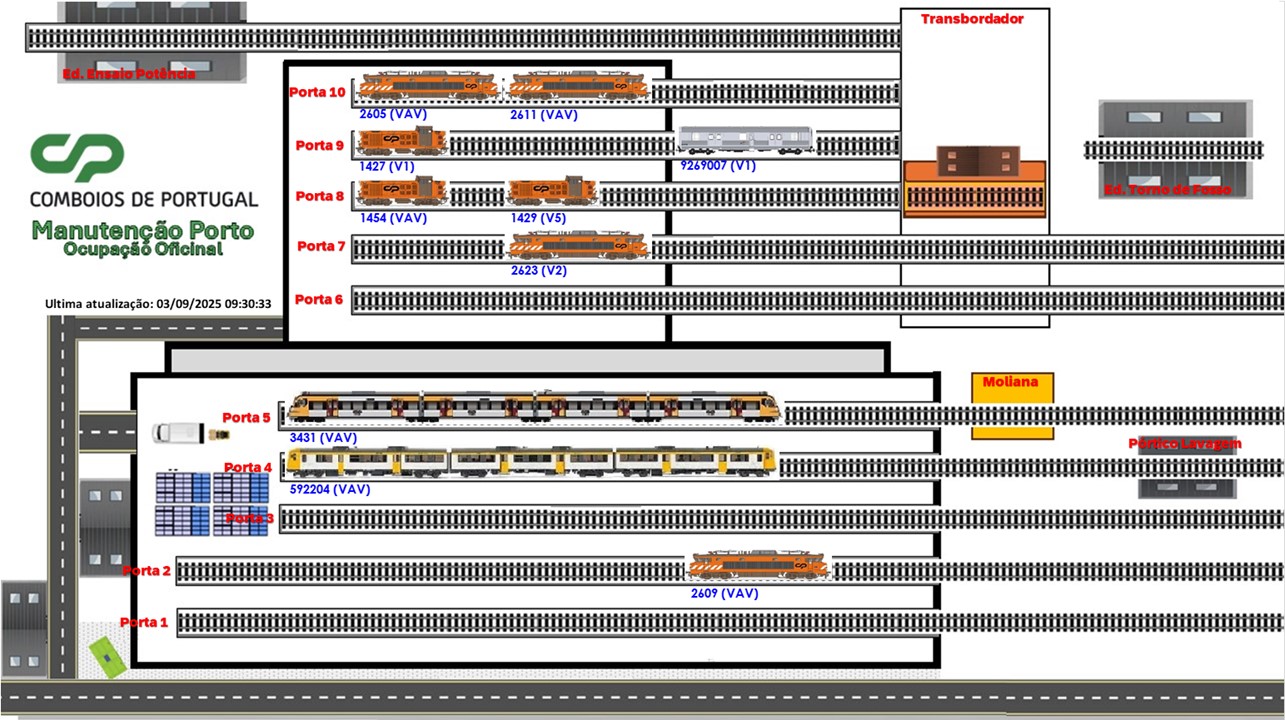 Transbordador
Ed. Ensaio Potência
Porta 10
2605 (VAV)
2611 (VAV)
Porta 9
1427 (V1)
9269007 (V1)
Ed. Torno de Fosso
COMBOIOS DE PORTUGAL
Manutenção Porto
Ocupação Oficinal
Porta 8
1454 (VAV)
1429 (V5)
Porta 7
2623 (V2)
Porta 6
Ultima atualização: 03/09/2025 09:30:33
Moliana
Porta 5
3431 (VAV)
Pórtico Lavagem
Porta 4
592204 (VAV)
Porta 3
Porta 2
2609 (VAV)
Porta 1